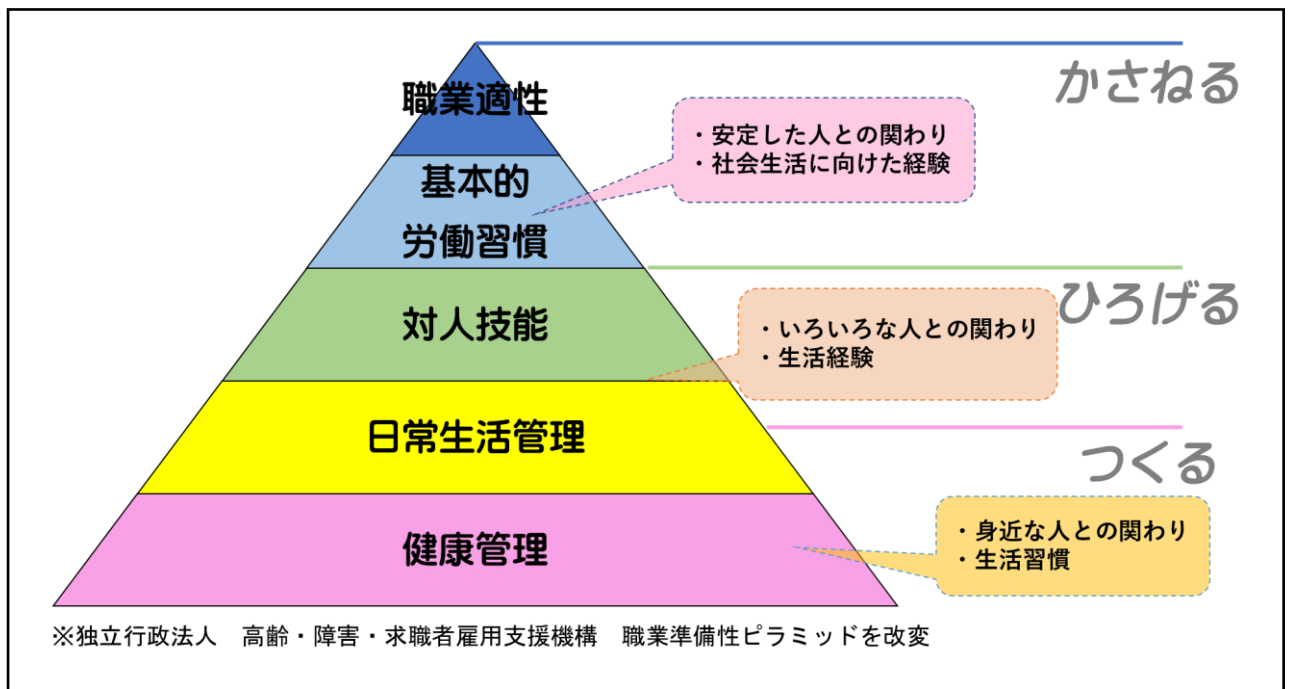 かさねる
職業適性
・安定した人との関わり
・社会生活に向けた経験
基本的
労働習慣
ひろげる
対人技能
・いろいろな人との関わり
・生活経験
日常生活管理
つくる
・身近な人との関わり
・生活習慣
健康管理
※独立行政法人　高齢・障害・求職者雇用支援機構　職業準備性ピラミッドを改変